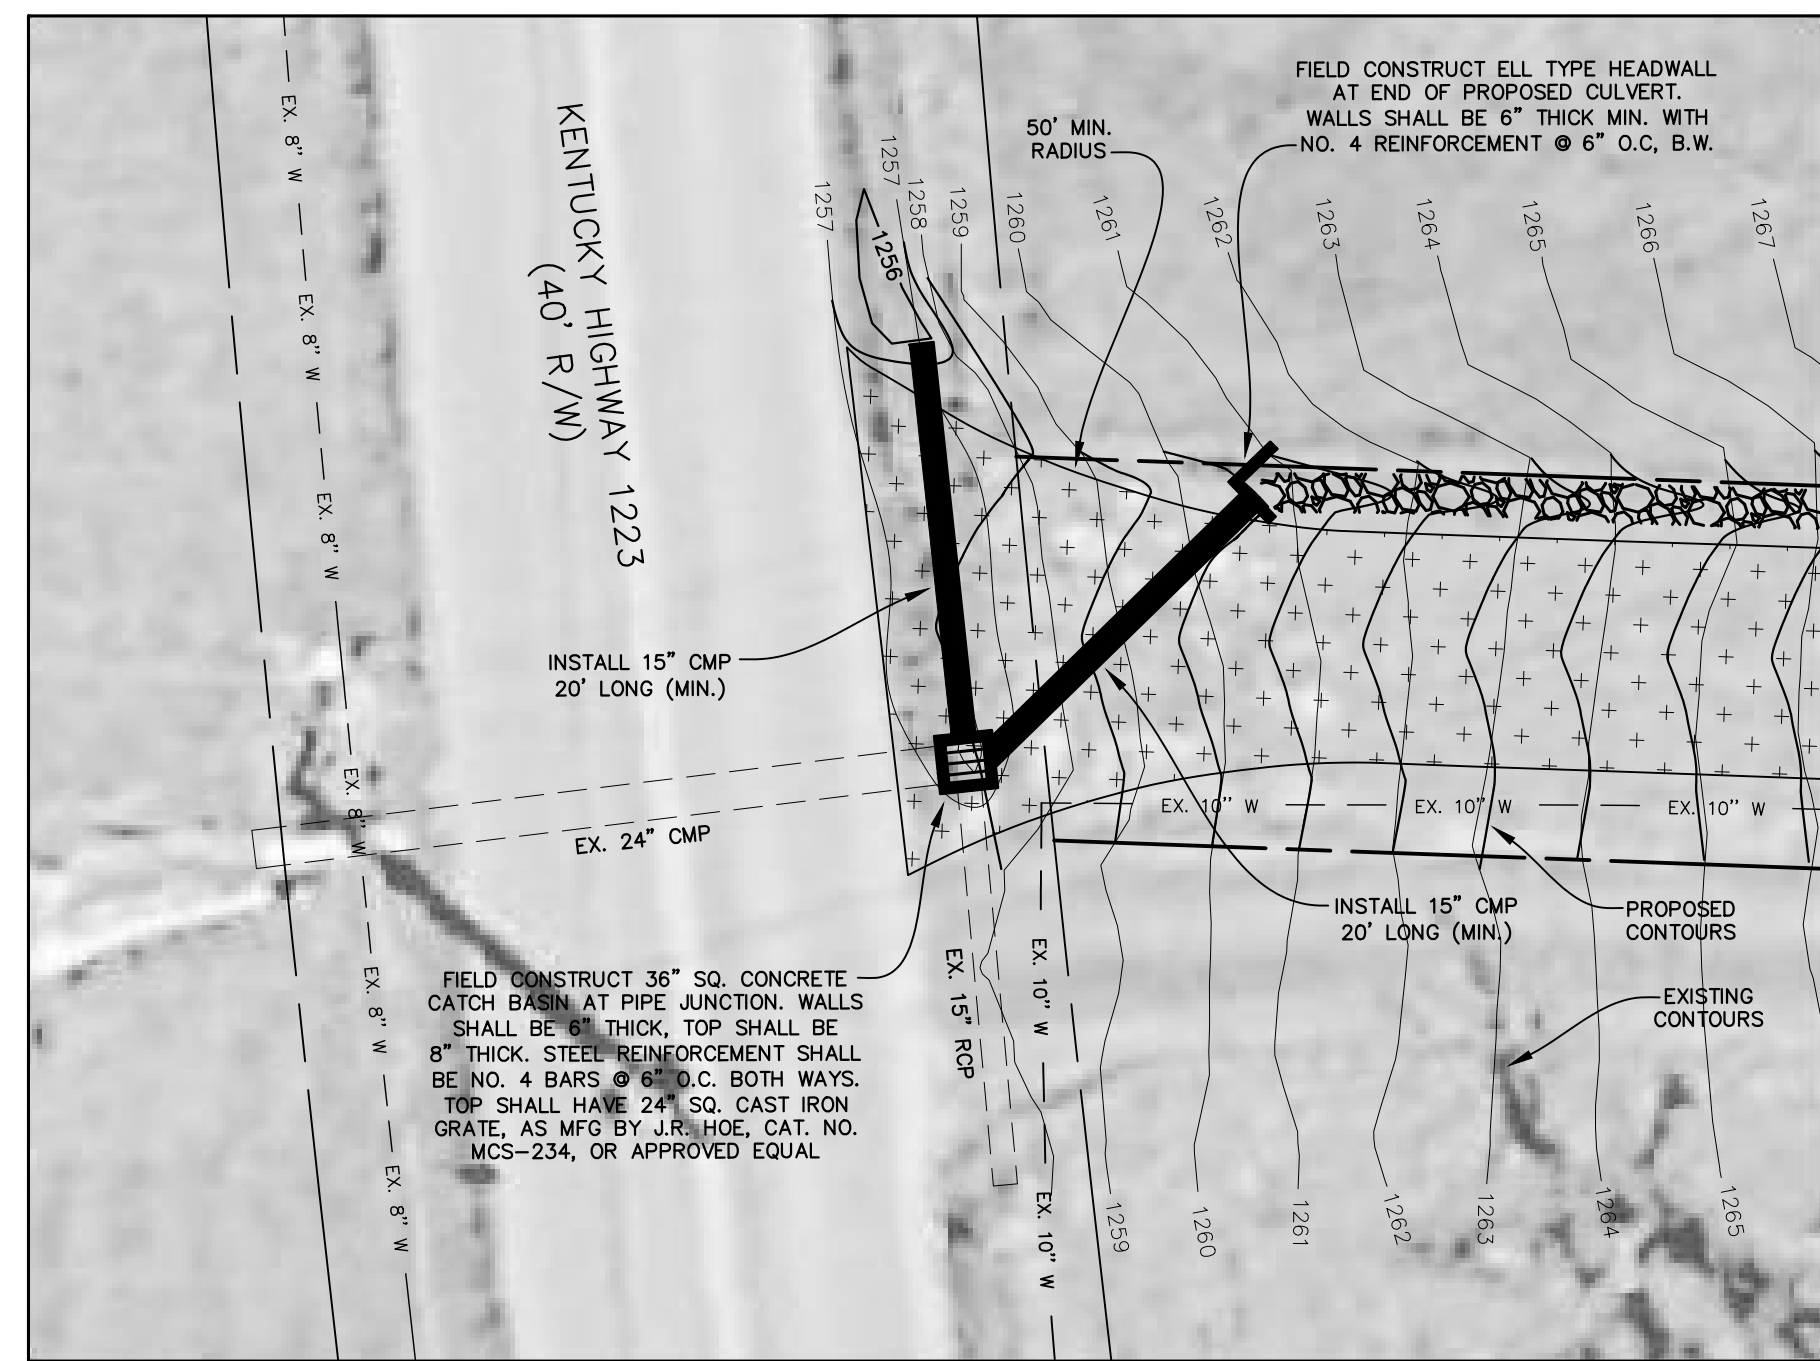 FIELD CONSTRUCT ELL TYPE HEADWALL
AT END OF PROPOSED CULVERT.
WALLS SHALL BE 6" THICK MIN. WITH
NO. 4 REINFORCEMENT @ 6" O.C, B.W.
50' MIN.
RADIUS
KENTUCKY HIGHWAY 1223
(40' R/W)
EX. 8" W
EX. 8" W
EX. 8" W
EX. 8" W
EX. 8" W
EX. 8" W
1257
1257
1256
1258
1259
1260
1261
1262
1263
1264
1265
1266
1267
INSTALL 15" CMP
20' LONG (MIN.)
EX. 24" CMP
EX. 10" W
EX. 10" W
EX. 10" W
INSTALL 15" CMP
20' LONG (MIN.)
PROPOSED
CONTOURS
EXISTING
CONTOURS
FIELD CONSTRUCT 36" SQ. CONCRETE
CATCH BASIN AT PIPE JUNCTION. WALLS
SHALL BE 6" THICK, TOP SHALL BE
8" THICK. STEEL REINFORCEMENT SHALL
BE NO. 4 BARS @ 6" O.C. BOTH WAYS.
TOP SHALL HAVE 24" SQ. CAST IRON
GRATE, AS MFG BY J.R. HOE, CAT. NO.
MCS-234, OR APPROVED EQUAL
EX. 15" RCP
EX. 10" W
EX. 10" W
1259
1260
1261
1262
1263
1264
1265